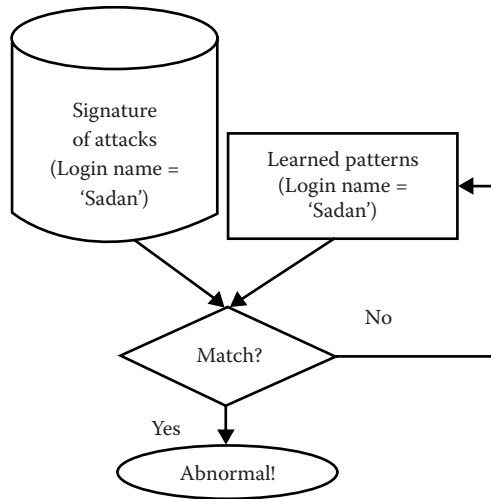 Signature
of attacks
(Login name =
‘Sadan’)
Learned patterns
(Login name =
‘Sadan’)
No
Match?
Yes
Abnormal!